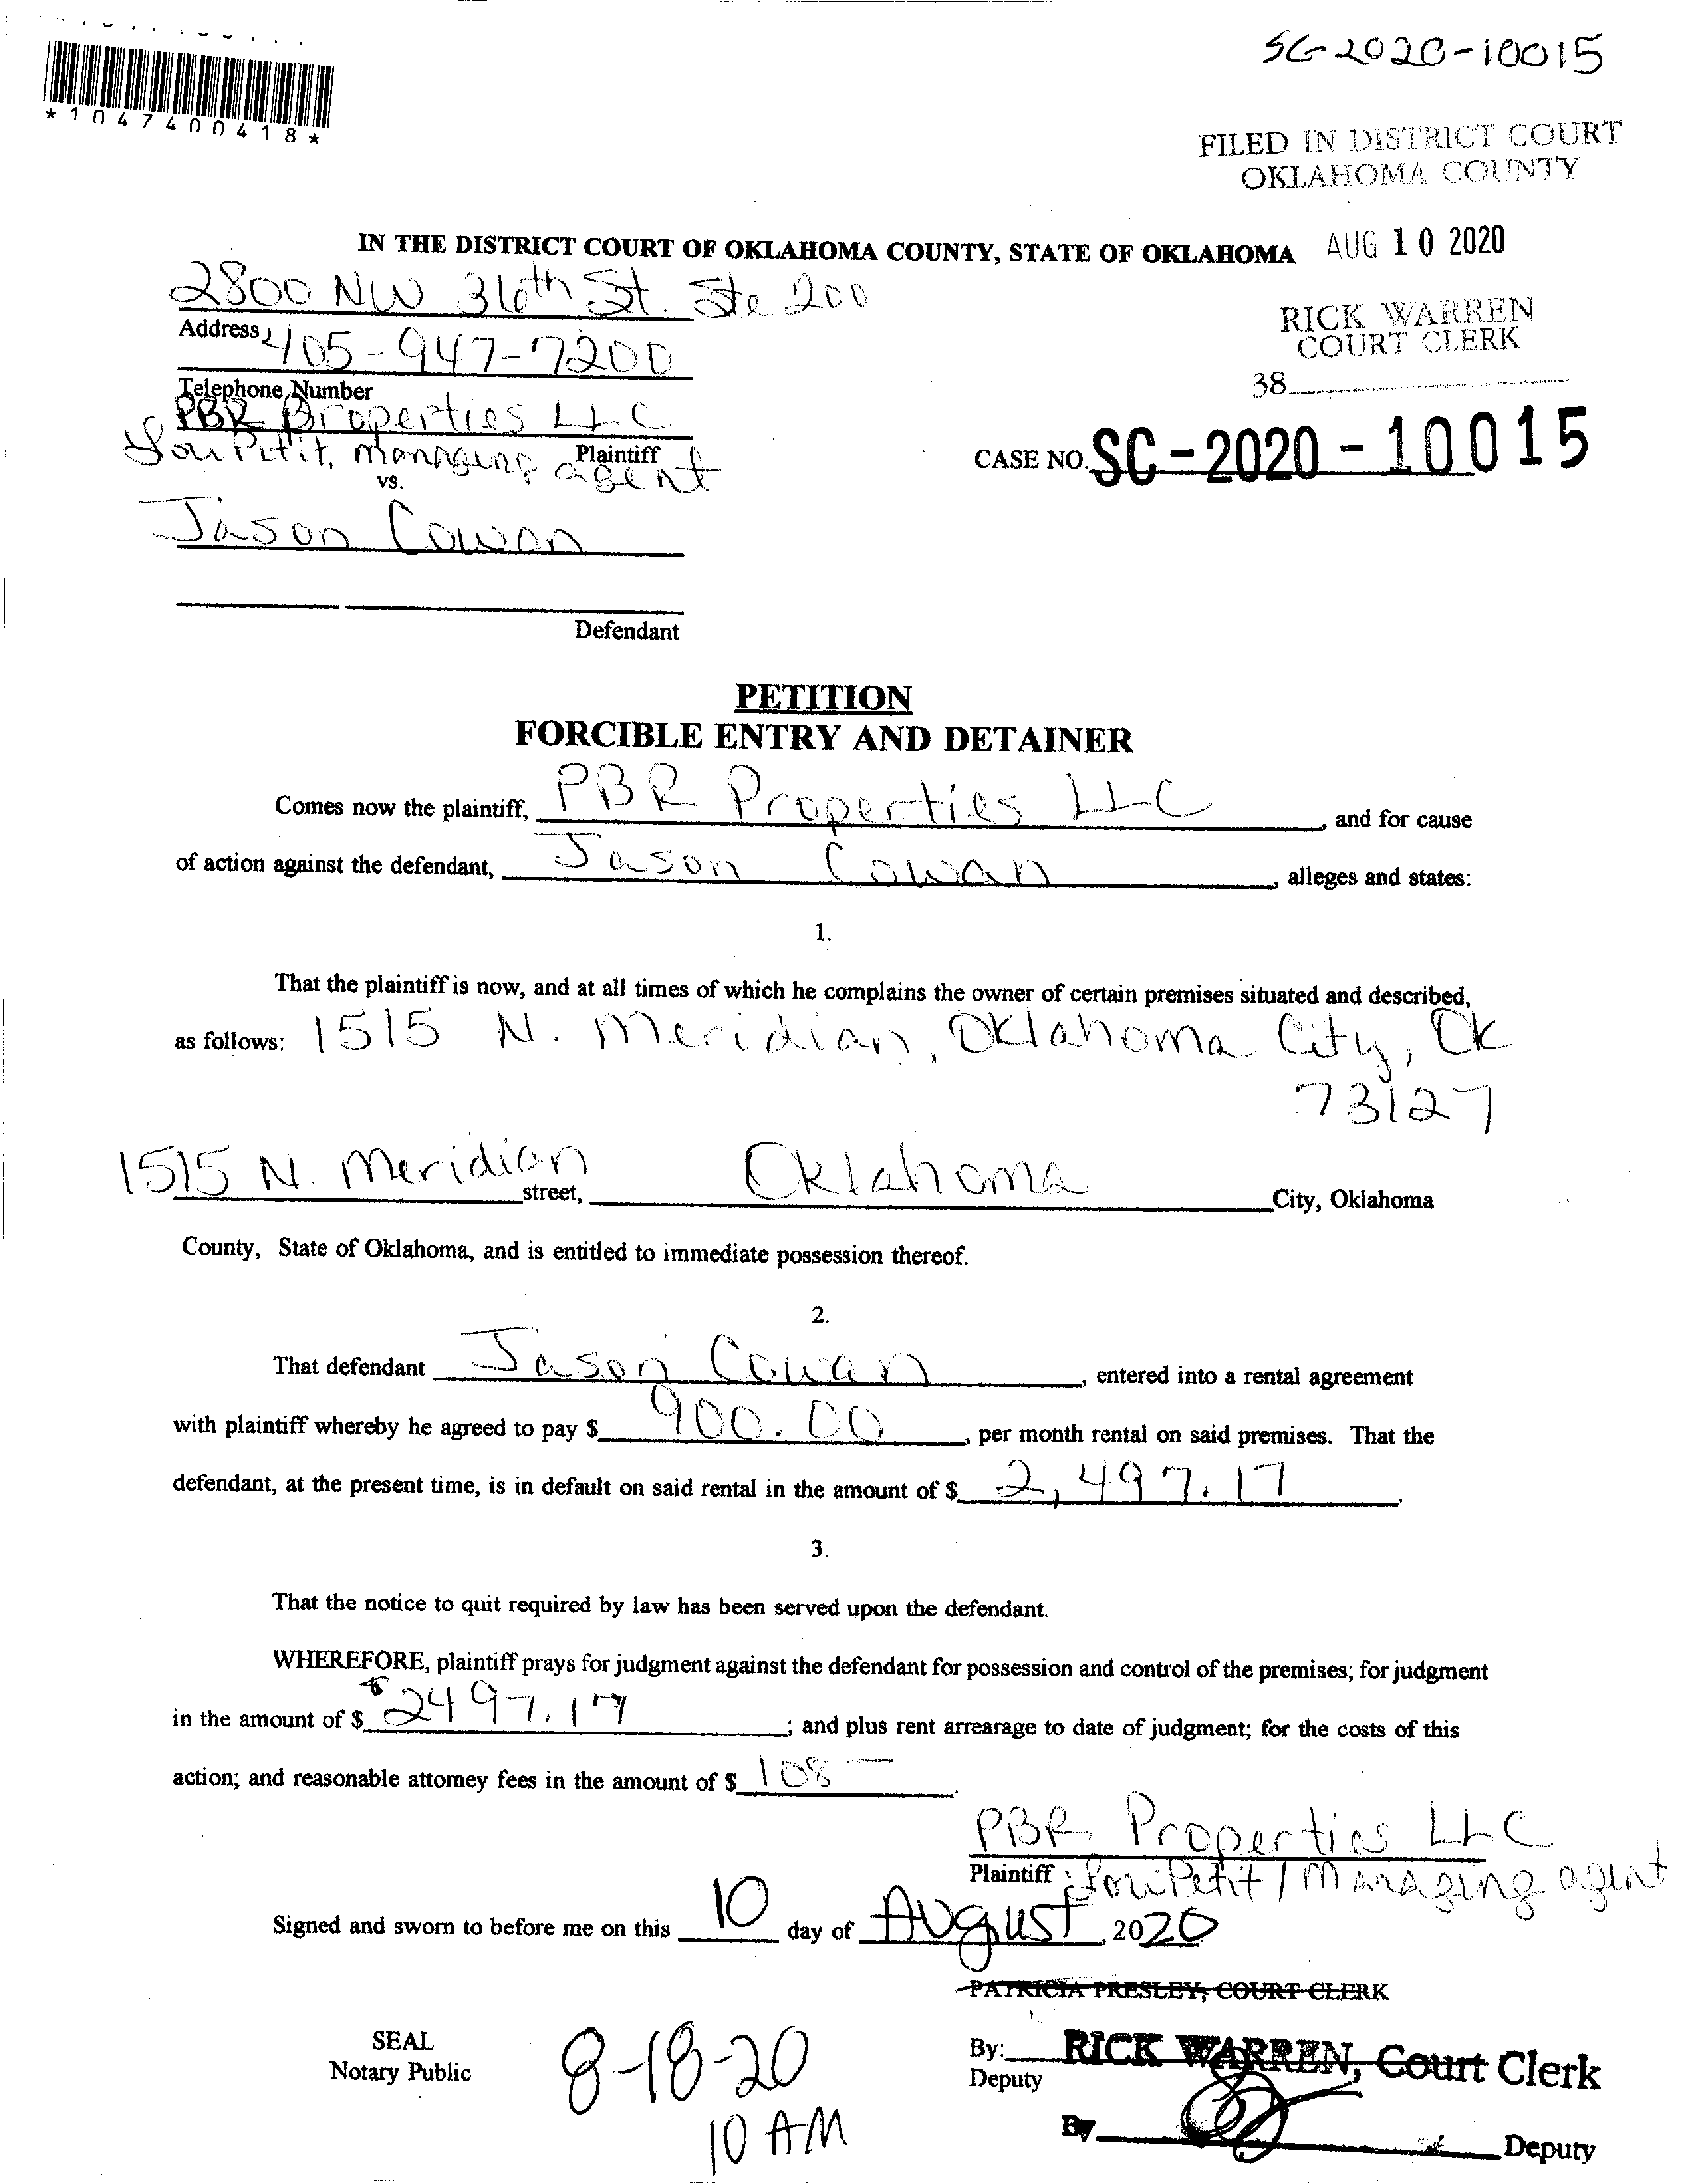 SC-2020-10015
*1047400418*
FILED IN DISTRICT COURT
OKLAHOMA COUNTY
IN THE DISTRICT COURT OF OKLAHOMA COUNTY, STATE OF OKLAHOMA
AUG 10 2020
2800 NW 36th St. Ste 200
Address
RICK WARREN
COURT CLERK
405-947-7200
Telephone Number
38
PBR Properties LLC
Plaintiff
Lou Petit, managing agent
CASE NO. SC-2020-10015
vs.
Jason Cowan
Defendant
PETITION
FORCIBLE ENTRY AND DETAINER
Comes now the plaintiff, PBR Properties LLC, and for cause
of action against the defendant, Jason Cowan, alleges and states:
1.
That the plaintiff is now, and at all times of which he complains the owner of certain premises situated and described,
as follows: 1515 N. Meridian, Oklahoma City, Ok
73127
1515 N. Meridian street, Oklahoma City, Oklahoma
County, State of Oklahoma, and is entitled to immediate possession thereof.
2.
That defendant Jason Cowan, entered into a rental agreement
with plaintiff whereby he agreed to pay $ 900.00, per month rental on said premises. That the
defendant, at the present time, is in default on said rental in the amount of $ 2,497.17.
3.
That the notice to quit required by law has been served upon the defendant.
WHEREFORE, plaintiff prays for judgment against the defendant for possession and control of the premises; for judgment
in the amount of $ $2497.17; and plus rent arrearage to date of judgment; for the costs of this
action; and reasonable attorney fees in the amount of $ 108 —.
PBR Properties LLC
Plaintiff : Lou Petit / Managing agent
Signed and sworn to before me on this 10 day of August, 2020
PATRICIA PRESLEY, COURT CLERK
SEAL
Notary Public
8-18-20
10 AM
By: RICK WARREN, Court Clerk
Deputy
By Deputy